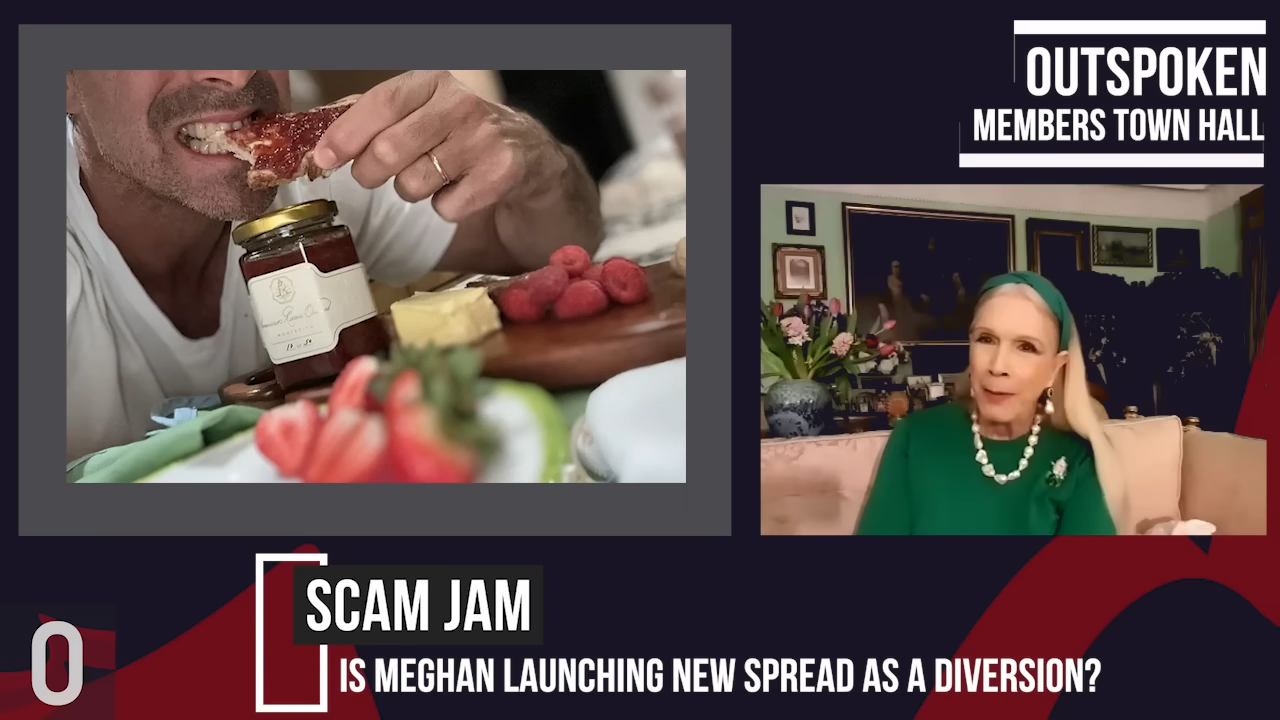 OUTSPOKEN
MEMBERS TOWN HALL
SCAM JAM
IS MEGHAN LAUNCHING NEW SPREAD AS A DIVERSION?
O